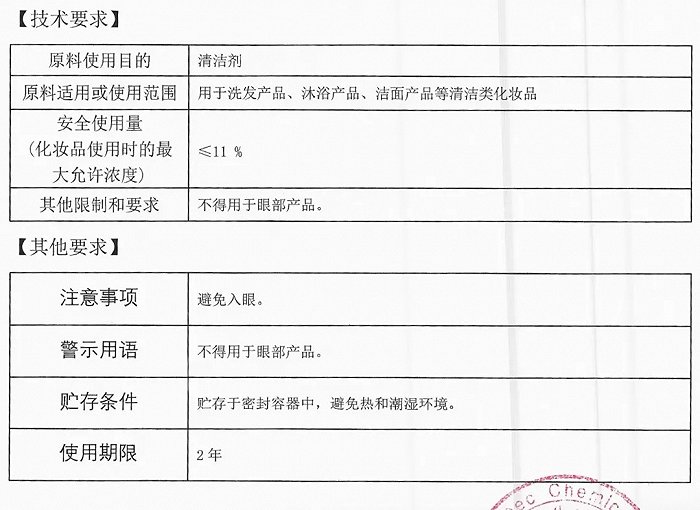 【技术要求】
原料使用目的 清洁剂
原料适用或使用范围 用于洗发产品、沐浴产品、洁面产品等清洁类化妆品
安全使用量
(化妆品使用时的最
大允许浓度) ≤11 %
其他限制和要求 不得用于眼部产品。
【其他要求】
注意事项 避免入眼。
警示用语 不得用于眼部产品。
贮存条件 贮存于密封容器中，避免热和潮湿环境。
使用期限 2 年